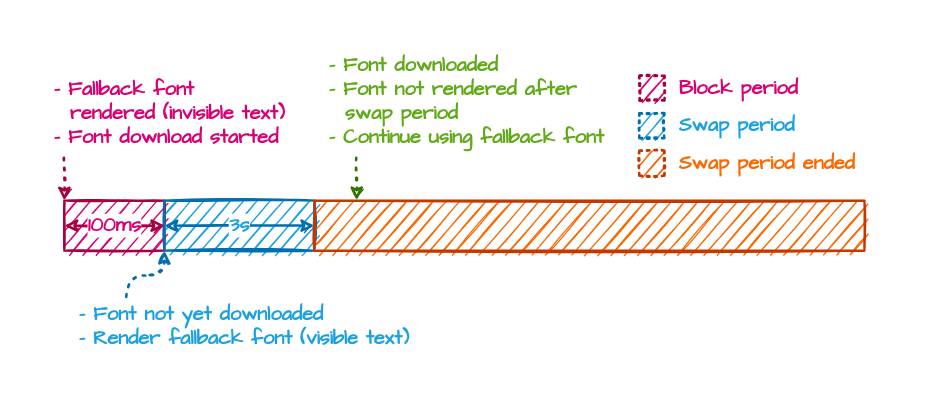 - Fallback font
rendered (invisible text)
- Font download started
- Font downloaded
- Font not rendered after
swap period
- Continue using fallback font
Block period
Swap period
Swap period ended
100ms
3s
- Font not yet downloaded
- Render fallback font (visible text)